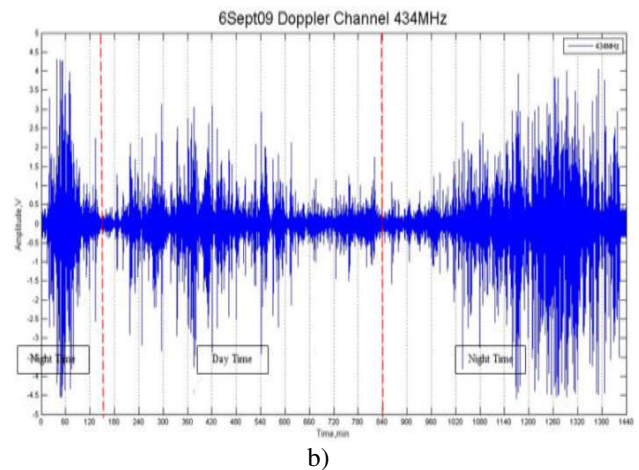 6Sept09 Doppler Channel 434MHz
434MHz
5
4.5
4
3.5
3
2.5
2
1.5
1
0.5
0
-0.5
-1
-1.5
-2
-2.5
-3
-3.5
-4
-4.5
-5
Amplitude,V
Night Time
Day Time
Night Time
0 60 120 180 240 300 360 420 480 540 600 660 720 780 840 900 960 1020 1080 1140 1200 1260 1320 1380 1440
Time,min
b)